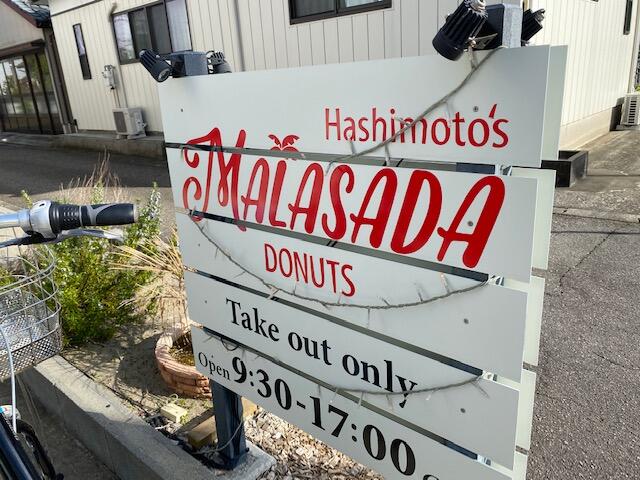 Hashimoto's
MALASADA
DONUTS
Take out only
Open 9:30-17:00